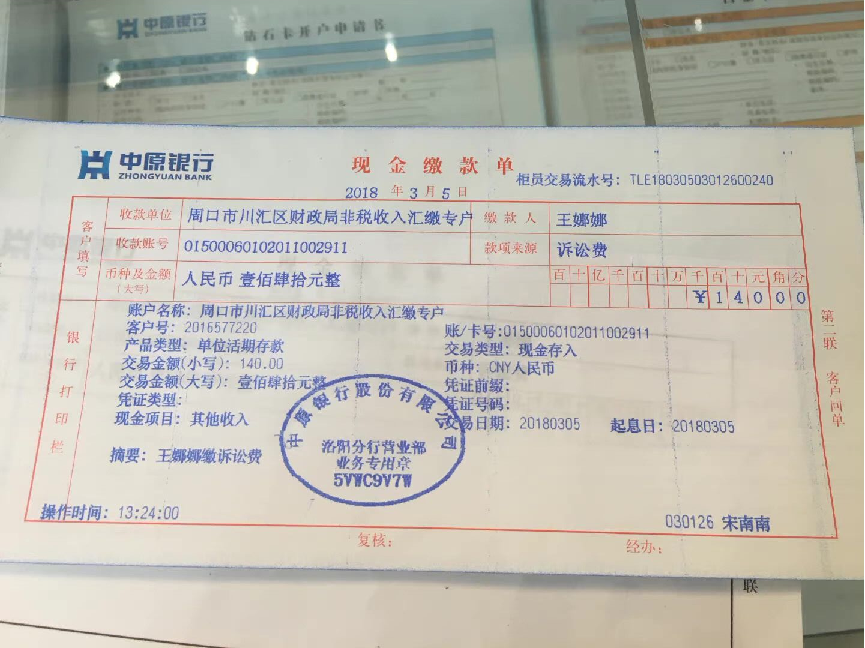 中原银行
钻石卡开户申请书
中原银行
ZHONGYUAN BANK
现金缴款单
2018 年 3 月 5 日
柜员交易流水号：TLE18030503012600240
客户填写
收款单位 周口市川汇区财政局非税收入汇缴专户 缴款人 王娜娜
收款账号 01500060102011002911 款项来源 诉讼费
币种及金额（大写） 人民币 壹佰肆拾元整 百十亿千百十万千百十元角分
￥14000
银行打印栏
账户名称：周口市川汇区财政局非税收入汇缴专户
客户号：2016577220 账/卡号：01500060102011002911
产品类型：单位活期存款 交易类型：现金存入
交易金额(小写)：140.00 币种：CNY人民币
交易金额(大写)：壹佰肆拾元整 凭证前缀：
凭证类型： 凭证号码：
现金项目：其他收入 交易日期：20180305 起息日：20180305
摘要：王娜娜缴诉讼费
中原银行股份有限公司
洛阳分行营业部
业务专用章
5VWC9V7W
操作时间：13:24:00
030126 宋南南
复核： 经办：
第二联 客户回单
联